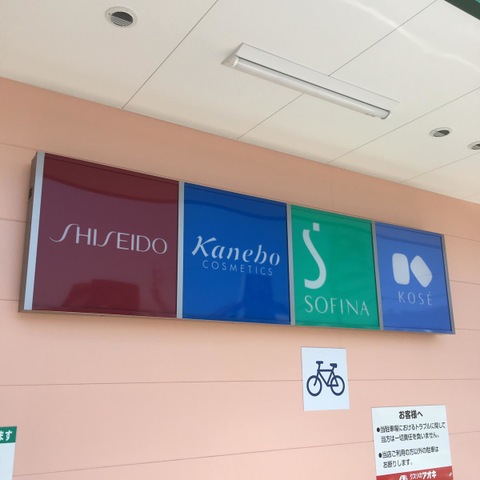 SHISEIDO
Kanebo
COSMETICS
SOFINA
KOSÉ
お客様へ
●当駐車場におけるトラブルに関して
当方は一切責任を負いません。
●当店ご利用の方以外の駐車は
お断りします。
クスリのアオキ
ます